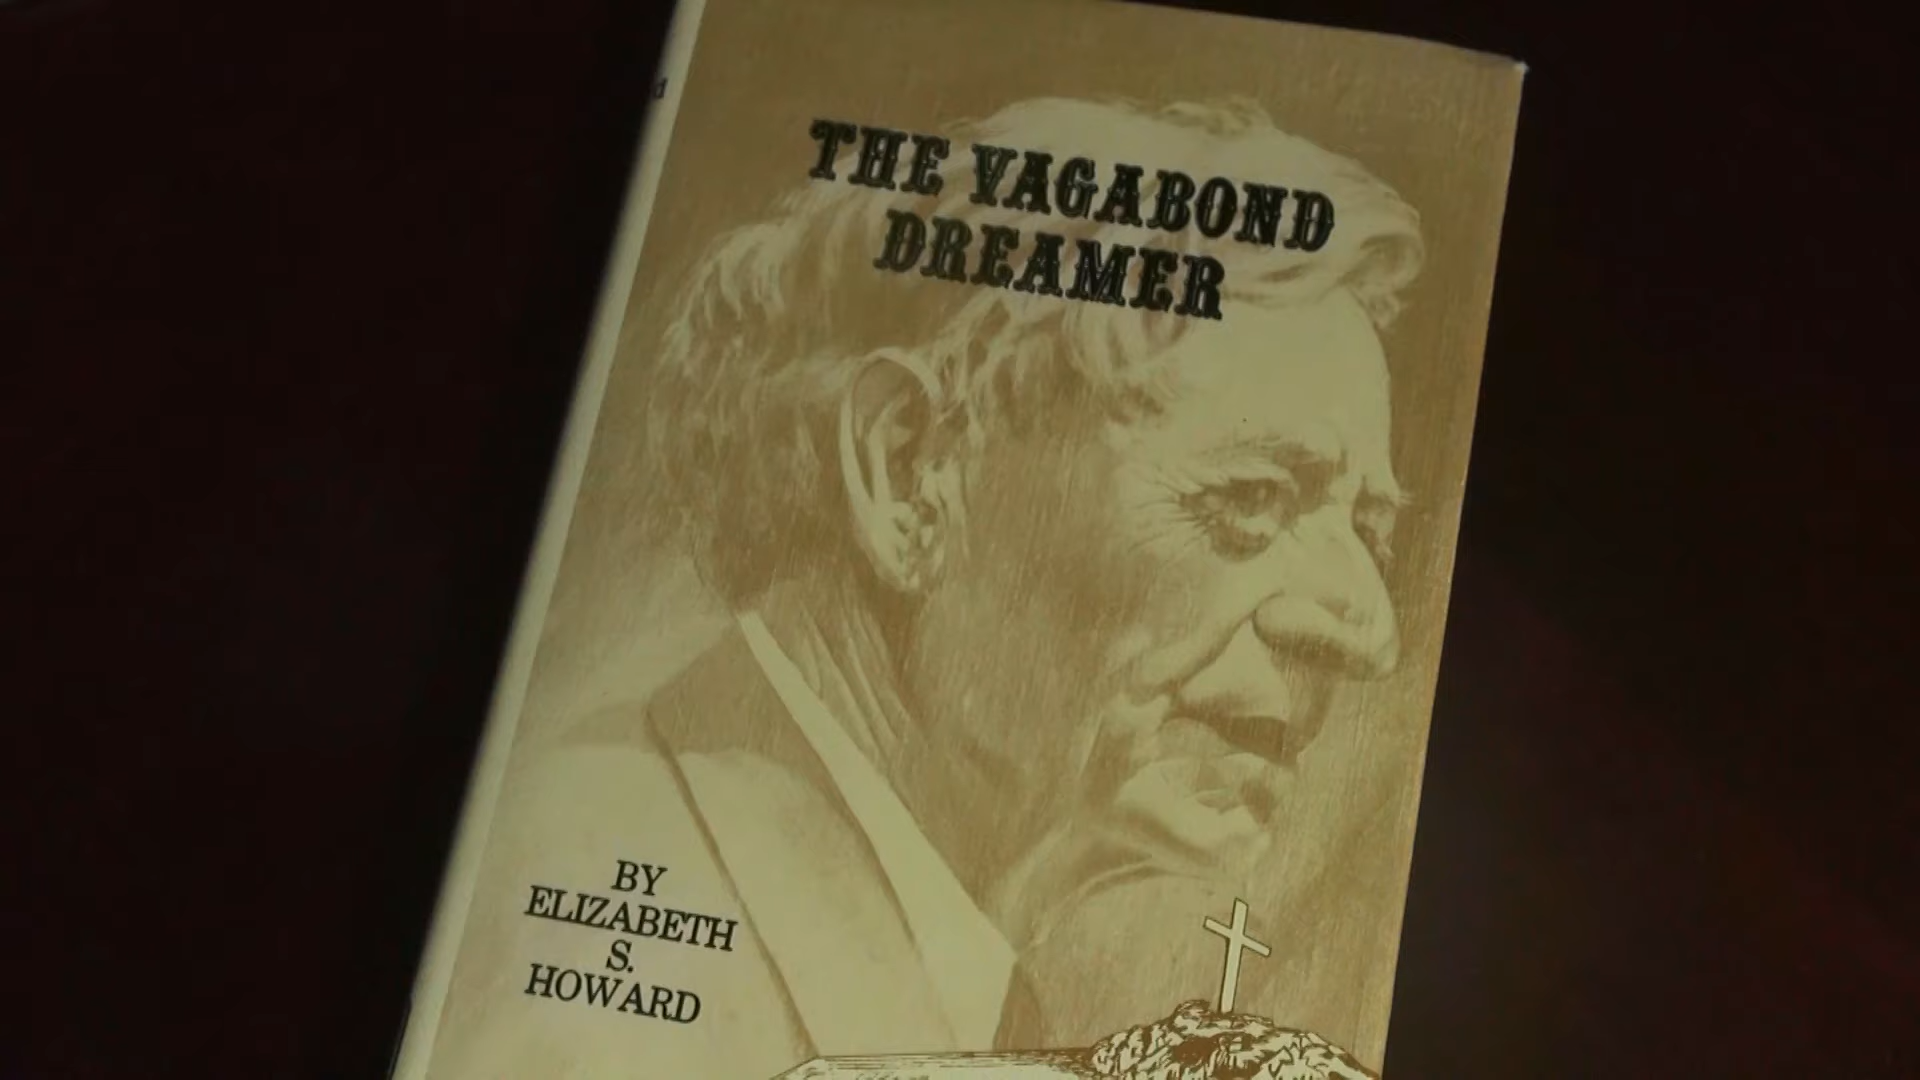 THE VAGABOND
DREAMER
BY
ELIZABETH
S.
HOWARD